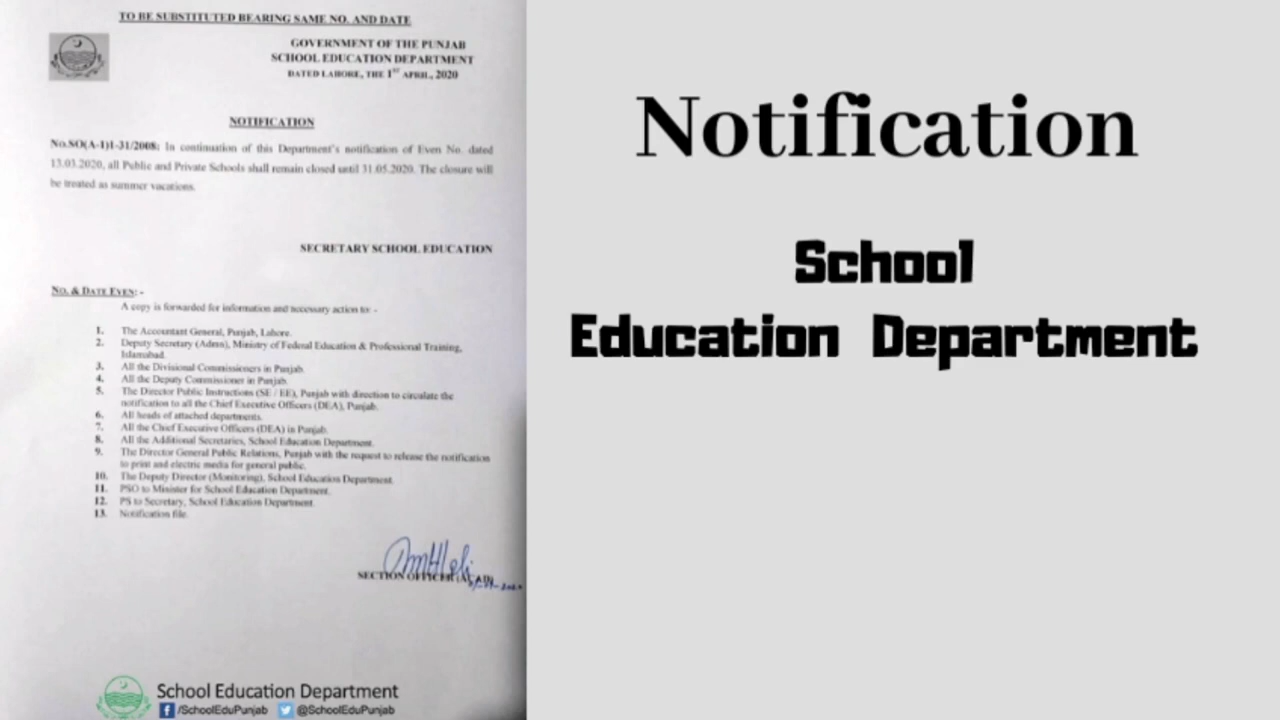 TO BE SUBSTITUTED BEARING SAME NO. AND DATE
GOVERNMENT OF THE PUNJAB
SCHOOL EDUCATION DEPARTMENT
DATED LAHORE, THE 1ST APRIL, 2020
NOTIFICATION
No.SO(A-1)1-31/2008: In continuation of this Department's notification of Even No. dated
13.03.2020, all Public and Private Schools shall remain closed until 31.05.2020. The closure will
be treated as summer vacations.
SECRETARY SCHOOL EDUCATION
NO. & DATE EVEN: -
A copy is forwarded for information and necessary action to: -
1. The Accountant General, Punjab, Lahore.
2. Deputy Secretary (Admn), Ministry of Federal Education & Professional Training,
Islamabad.
3. All the Divisional Commissioners in Punjab.
4. All the Deputy Commissioner in Punjab.
5. The Director Public Instructions (SE / EE), Punjab with direction to circulate the
notification to all the Chief Executive Officers (DEA), Punjab.
6. All heads of attached departments.
7. All the Chief Executive Officers (DEA) in Punjab.
8. All the Additional Secretaries, School Education Department.
9. The Director General Public Relations, Punjab with the request to release the notification
to print and electric media for general public.
10. The Deputy Director (Monitoring), School Education Department.
11. PSO to Minister for School Education Department.
12. PS to Secretary, School Education Department.
13. Notification file.
SECTION OFFICER
School Education Department
/SchoolEduPunjab @SchoolEduPunjab
Notification
School
Education Department